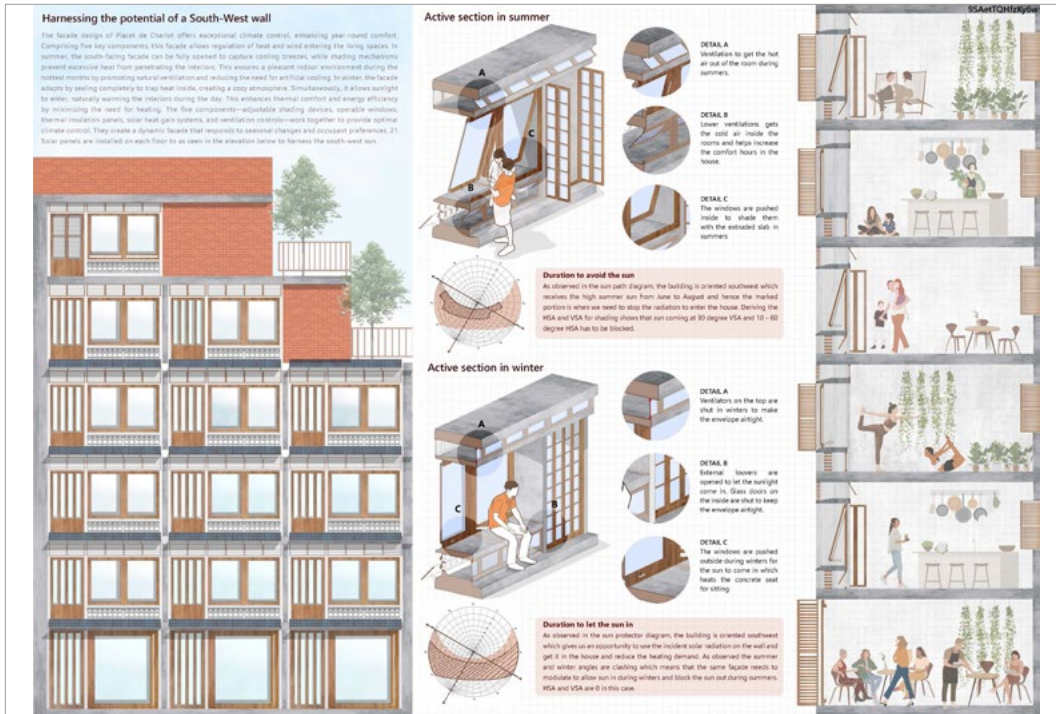 9SAetTQHfzKy6w
Harnessing the potential of a South-West wall
The facade design of Placet de Charlot offers exceptional climate control, enhancing year-round comfort.
Comprising five key components, this facade allows regulation of heat and wind entering the living spaces. In
summer, the south-facing facade can be fully opened to capture cooling breezes, while shading mechanisms
prevent excessive heat from penetrating the interiors. This ensures a pleasant indoor environment during the
hottest months by promoting natural ventilation and reducing the need for artificial cooling. In winter, the facade
adapts by sealing completely to trap heat inside, creating a cozy atmosphere. Simultaneously, it allows sunlight
to enter, naturally warming the interiors during the day. This enhances thermal comfort and energy efficiency
by minimizing the need for heating. The five components—adjustable shading devices, operable windows,
thermal insulation panels, solar heat gain systems, and ventilation controls—work together to provide optimal
climate control. They create a dynamic facade that responds to seasonal changes and occupant preferences. 21
Solar panels are installed on each floor to as seen in the elevation below to harness the south-west sun.
Active section in summer
A
C
B
DETAIL A
Ventilation to get the hot
air out of the room during
summers.
DETAIL B
Lower ventilations gets
the cold air inside the
rooms and helps increase
the comfort hours in the
house.
DETAIL C
The windows are pushed
inside to shade them
with the extruded slab in
summers
Duration to avoid the sun
As observed in the sun path diagram, the building is oriented southwest which
receives the high summer sun from June to August and hence the marked
portion is when we need to stop the radiation to enter the house. Deriving the
HSA and VSA for shading shows that sun coming at 30 degree VSA and 10 - 60
degree HSA has to be blocked.
Active section in winter
A
C
B
DETAIL A
Ventilators on the top are
shut in winters to make
the envelope airtight.
DETAIL B
External louvers are
opened to let the sunlight
come in. Glass doors on
the inside are shut to keep
the envelope airtight.
DETAIL C
The windows are pushed
outside during winters for
the sun to come in which
heats the concrete seat
for sitting.
Duration to let the sun in
As observed in the sun protector diagram, the building is oriented southwest
which gives us an opportunity to use the incident solar radiation on the wall and
get it in the house and reduce the heating demand. As observed the summer
and winter angles are clashing which means that the same façade needs to
modulate to allow sun in during winters and block the sun out during summers.
HSA and VSA are 0 in this case.